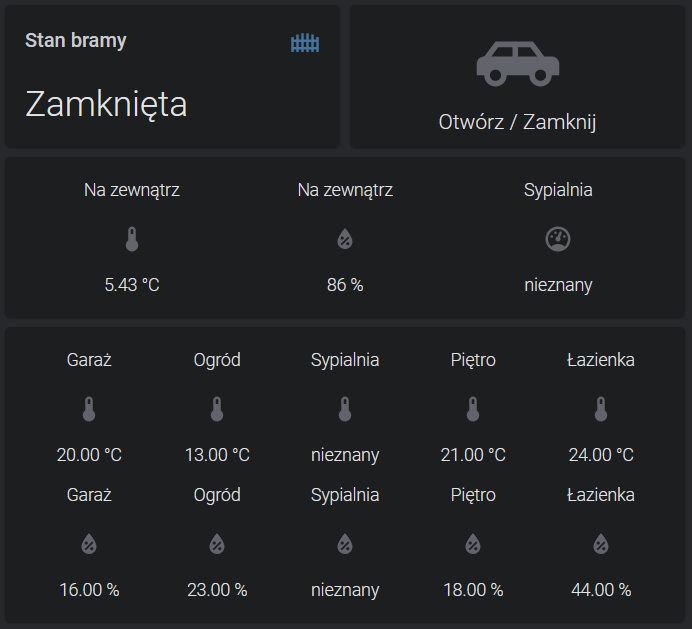 Stan bramy
Zamknięta
Otwórz / Zamknij
Na zewnątrz Na zewnątrz Sypialnia
5.43 °C 86 % nieznany
Garaż Ogród Sypialnia Piętro Łazienka
20.00 °C 13.00 °C nieznany 21.00 °C 24.00 °C
Garaż Ogród Sypialnia Piętro Łazienka
16.00 % 23.00 % nieznany 18.00 % 44.00 %